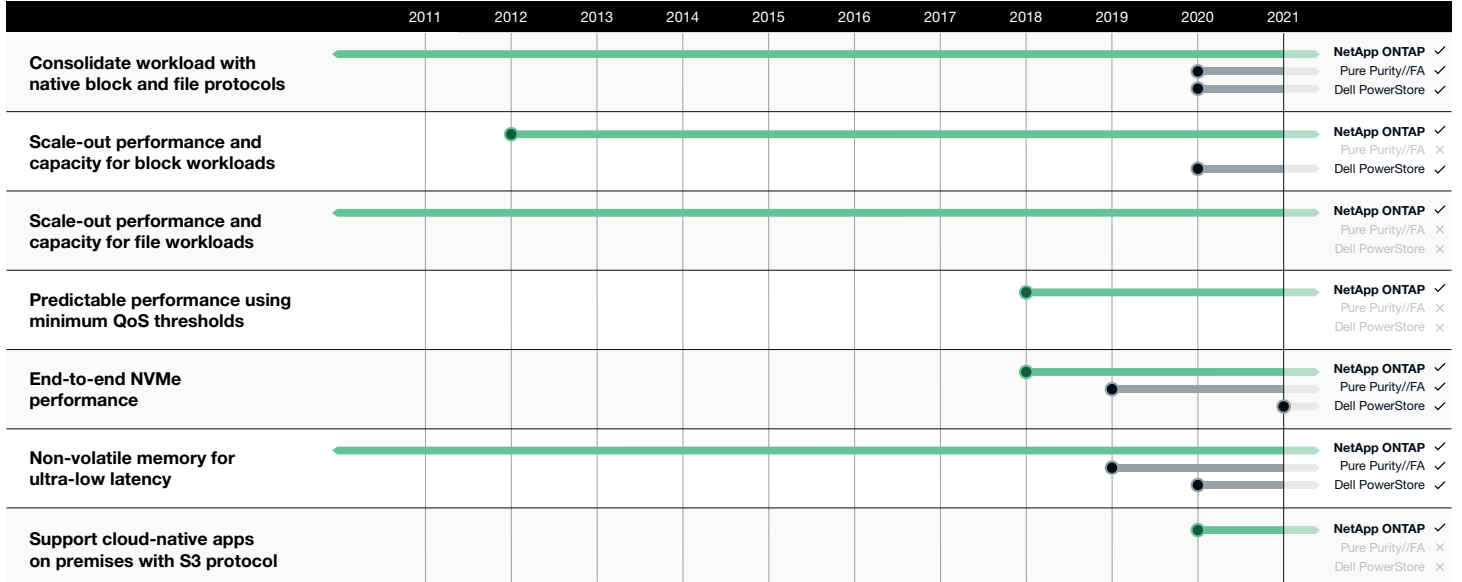 2011 2012 2013 2014 2015 2016 2017 2018 2019 2020 2021
Consolidate workload with
native block and file protocols
NetApp ONTAP ✓
Pure Purity//FA ✓
Dell PowerStore ✓
Scale-out performance and
capacity for block workloads
NetApp ONTAP ✓
Pure Purity//FA ×
Dell PowerStore ✓
Scale-out performance and
capacity for file workloads
NetApp ONTAP ✓
Pure Purity//FA ×
Dell PowerStore ×
Predictable performance using
minimum QoS thresholds
NetApp ONTAP ✓
Pure Purity//FA ×
Dell PowerStore ×
End-to-end NVMe
performance
NetApp ONTAP ✓
Pure Purity//FA ✓
Dell PowerStore ✓
Non-volatile memory for
ultra-low latency
NetApp ONTAP ✓
Pure Purity//FA ✓
Dell PowerStore ✓
Support cloud-native apps
on premises with S3 protocol
NetApp ONTAP ✓
Pure Purity//FA ×
Dell PowerStore ×